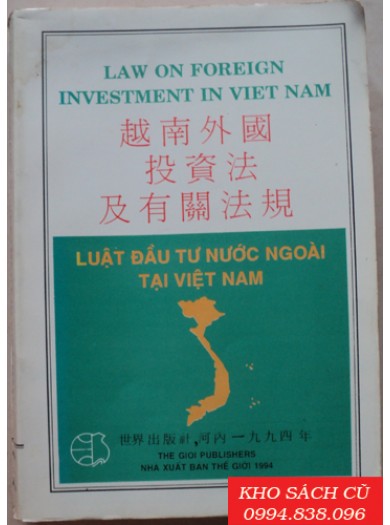 LAW ON FOREIGN
INVESTMENT IN VIET NAM
越南外國
投資法
及有關法規
LUẬT ĐẦU TƯ NƯỚC NGOÀI
TẠI VIỆT NAM
世界出版社,河內一九九四年
THE GIOI PUBLISHERS
NHÀ XUẤT BẢN THẾ GIỚI 1994
KHO SÁCH CŨ
0994.838.096